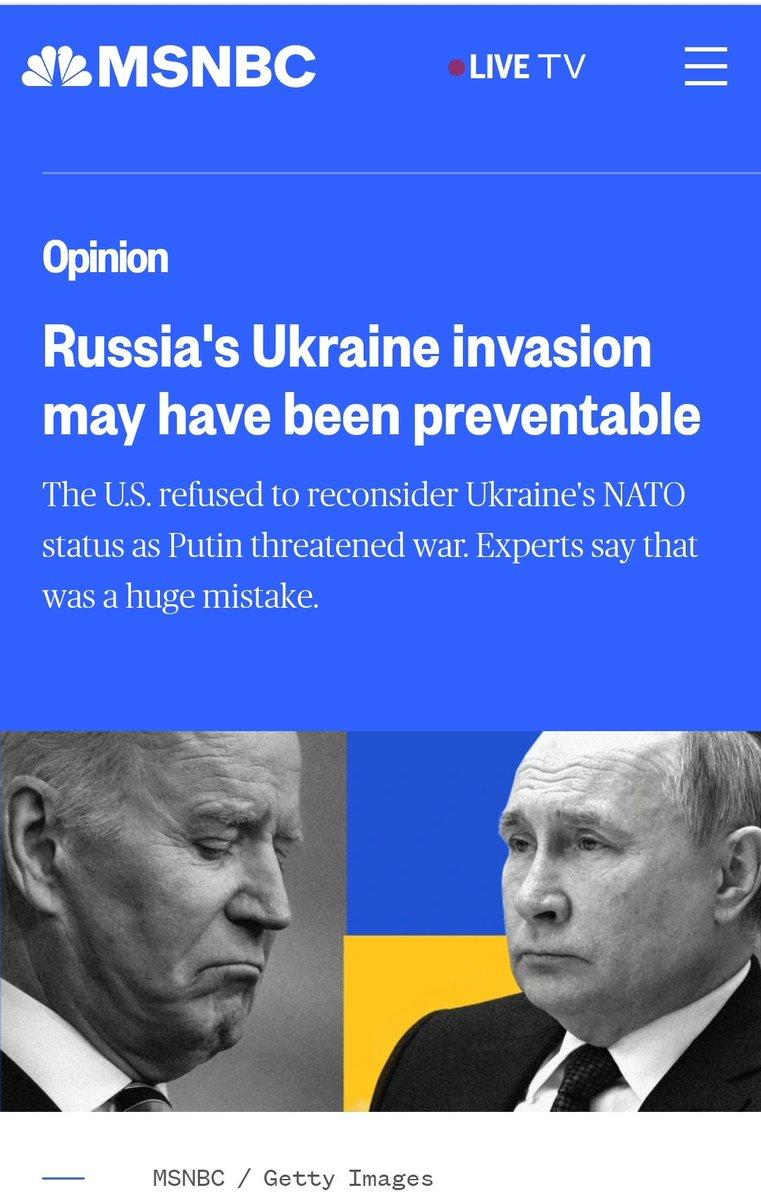 MSNBC
LIVE TV
Opinion
Russia's Ukraine invasion
may have been preventable
The U.S. refused to reconsider Ukraine's NATO
status as Putin threatened war. Experts say that
was a huge mistake.
MSNBC / Getty Images